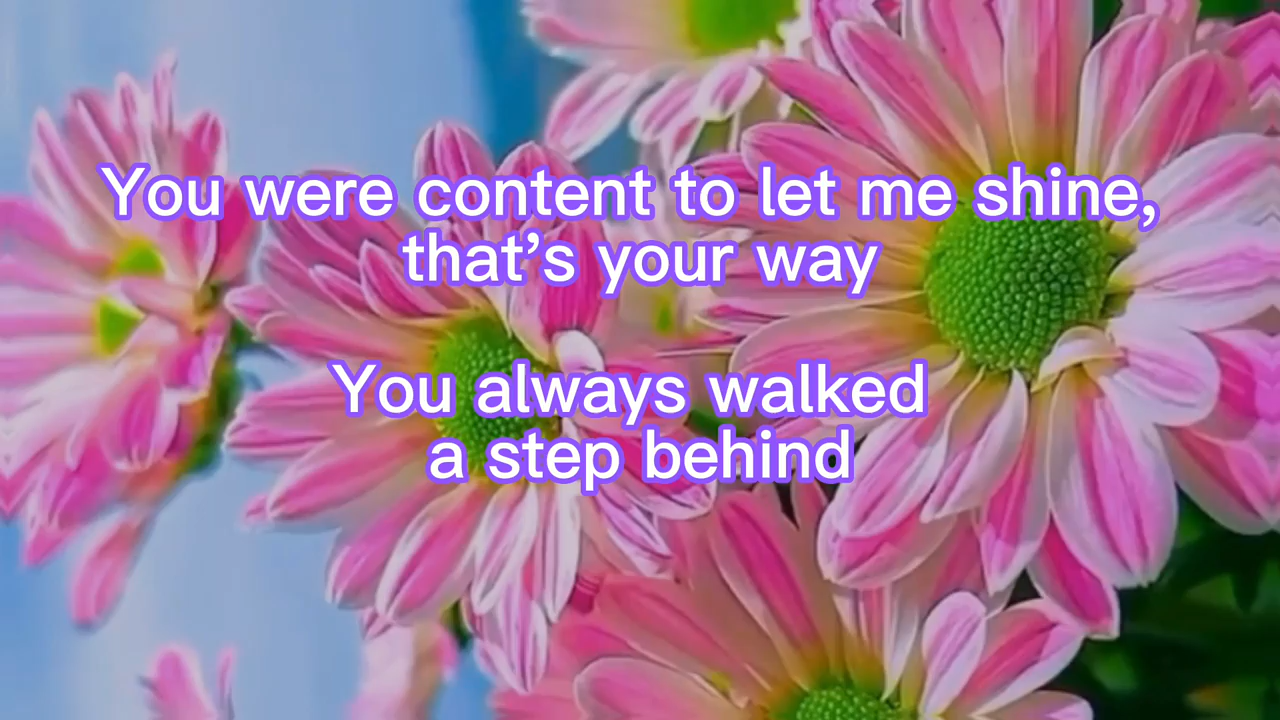 You were content to let me shine,
that’s your way
You always walked
a step behind